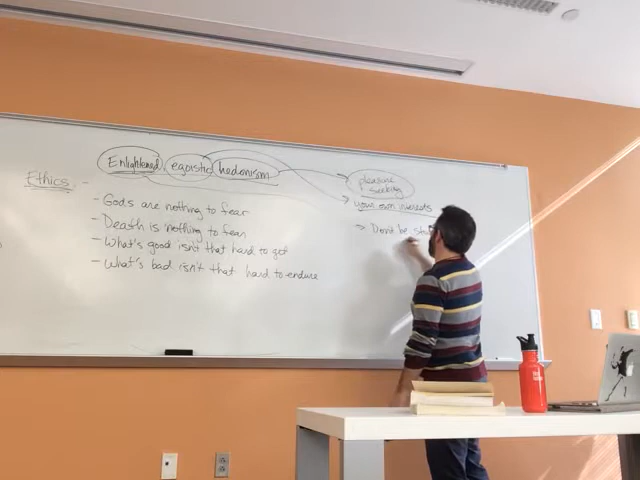 Enlightened egoistic hedonism
Ethics -
pleasure
seeking
your own interests
- Gods are nothing to fear
- Death is nothing to fear
- What's good isn't that hard to get
- What's bad isn't that hard to endure
→ Don't be